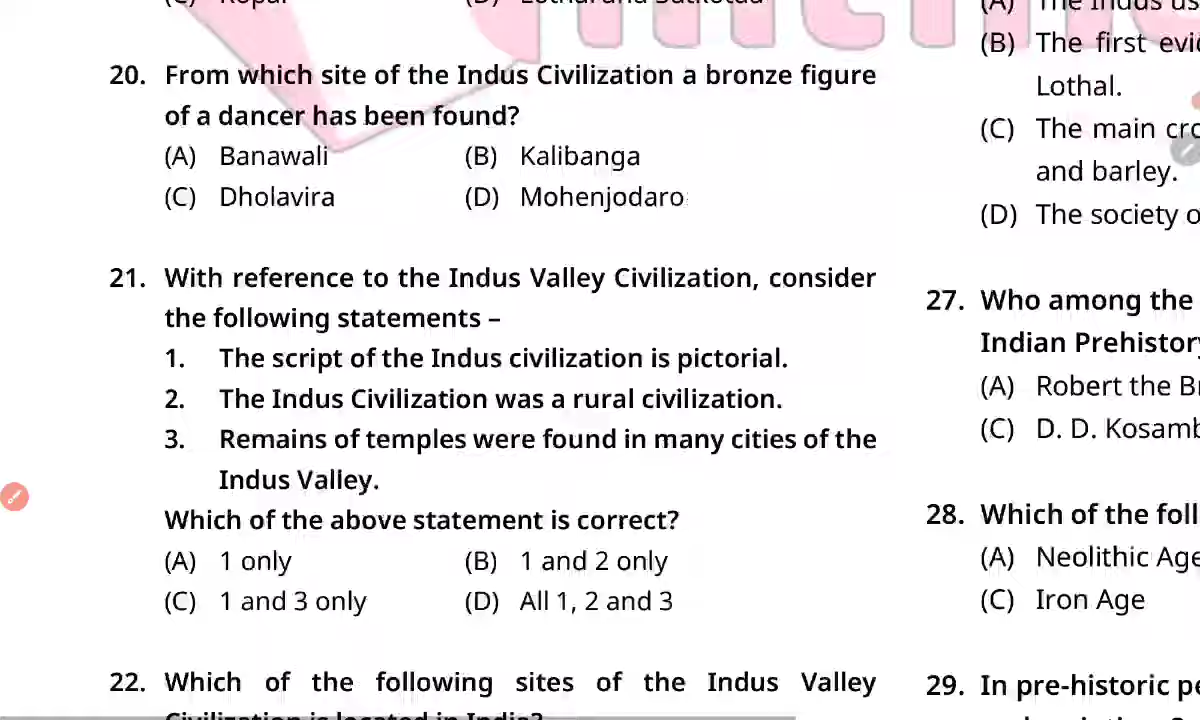 20. From which site of the Indus Civilization a bronze figure
of a dancer has been found?
(A) Banawali (B) Kalibanga
(C) Dholavira (D) Mohenjodaro
21. With reference to the Indus Valley Civilization, consider
the following statements –
1. The script of the Indus civilization is pictorial.
2. The Indus Civilization was a rural civilization.
3. Remains of temples were found in many cities of the
Indus Valley.
Which of the above statement is correct?
(A) 1 only (B) 1 and 2 only
(C) 1 and 3 only (D) All 1, 2 and 3
22. Which of the following sites of the Indus Valley
(B) The first
Lothal.
(C) The main
and barley.
(D) The society
27. Who among the
Indian
(A) Robert the
(C) D. D.
28. Which of the
(A) Neolithic
(C) Iron Age
29. In pre-historic